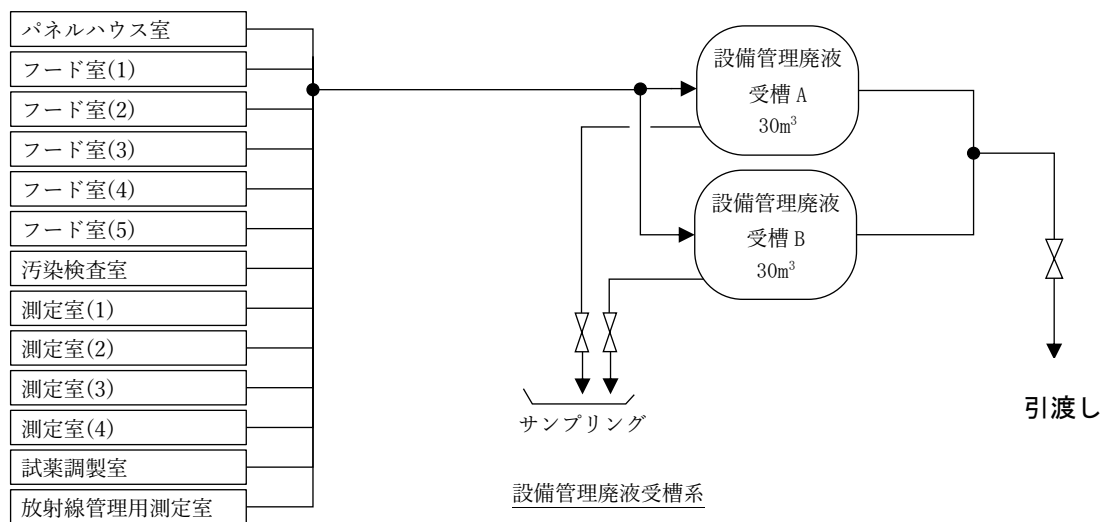 パネルハウス室
フード室(1)
フード室(2)
フード室(3)
フード室(4)
フード室(5)
汚染検査室
測定室(1)
測定室(2)
測定室(3)
測定室(4)
試薬調製室
放射線管理用測定室
設備管理廃液
受槽 A
30m³
設備管理廃液
受槽 B
30m³
サンプリング
引渡し
設備管理廃液受槽系